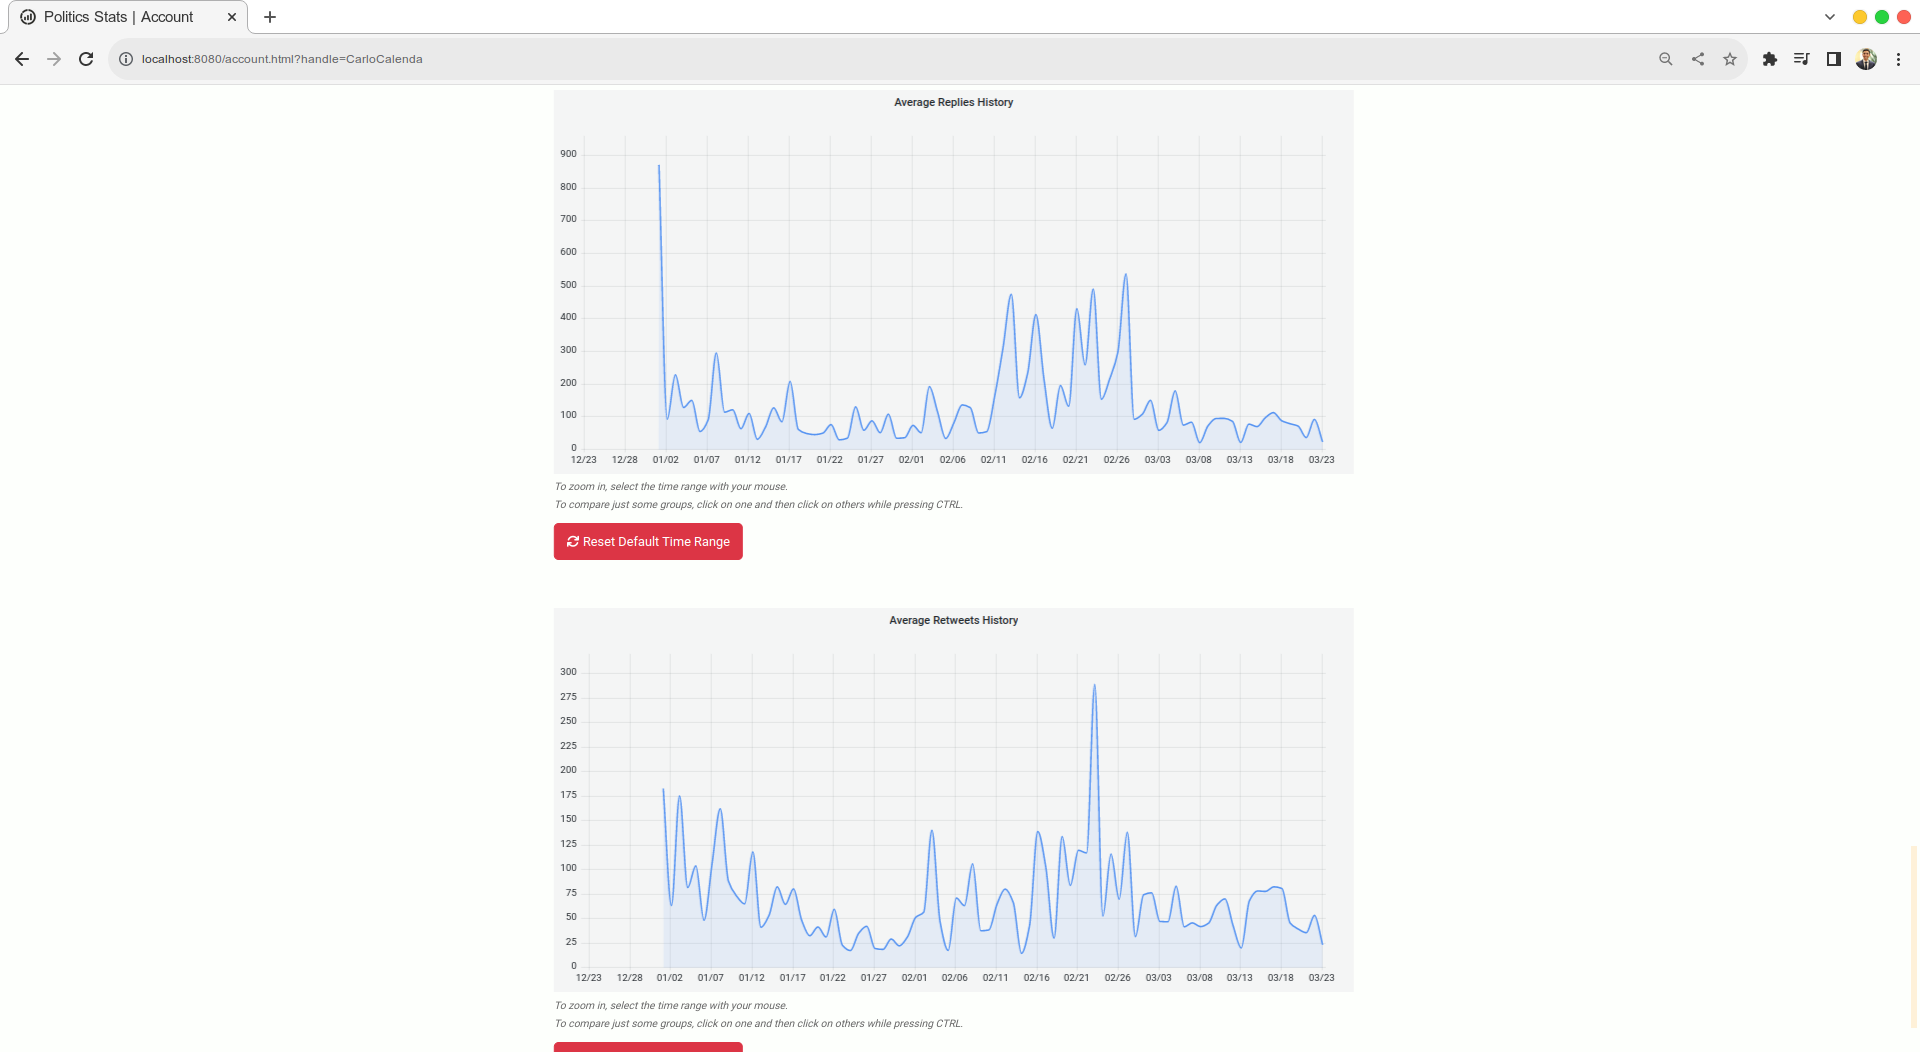 Politics Stats | Account
localhost:8080/account.html?handle=CarloCalenda
Average Replies History
900
800
700
600
500
400
300
200
100
0
12/23 12/28 01/02 01/07 01/12 01/17 01/22 01/27 02/01 02/06 02/11 02/16 02/21 02/26 03/03 03/08 03/13 03/18 03/23
To zoom in, select the time range with your mouse.
To compare just some groups, click on one and then click on others while pressing CTRL.
Reset Default Time Range
Average Retweets History
300
275
250
225
200
175
150
125
100
75
50
25
0
12/23 12/28 01/02 01/07 01/12 01/17 01/22 01/27 02/01 02/06 02/11 02/16 02/21 02/26 03/03 03/08 03/13 03/18 03/23
To zoom in, select the time range with your mouse.
To compare just some groups, click on one and then click on others while pressing CTRL.